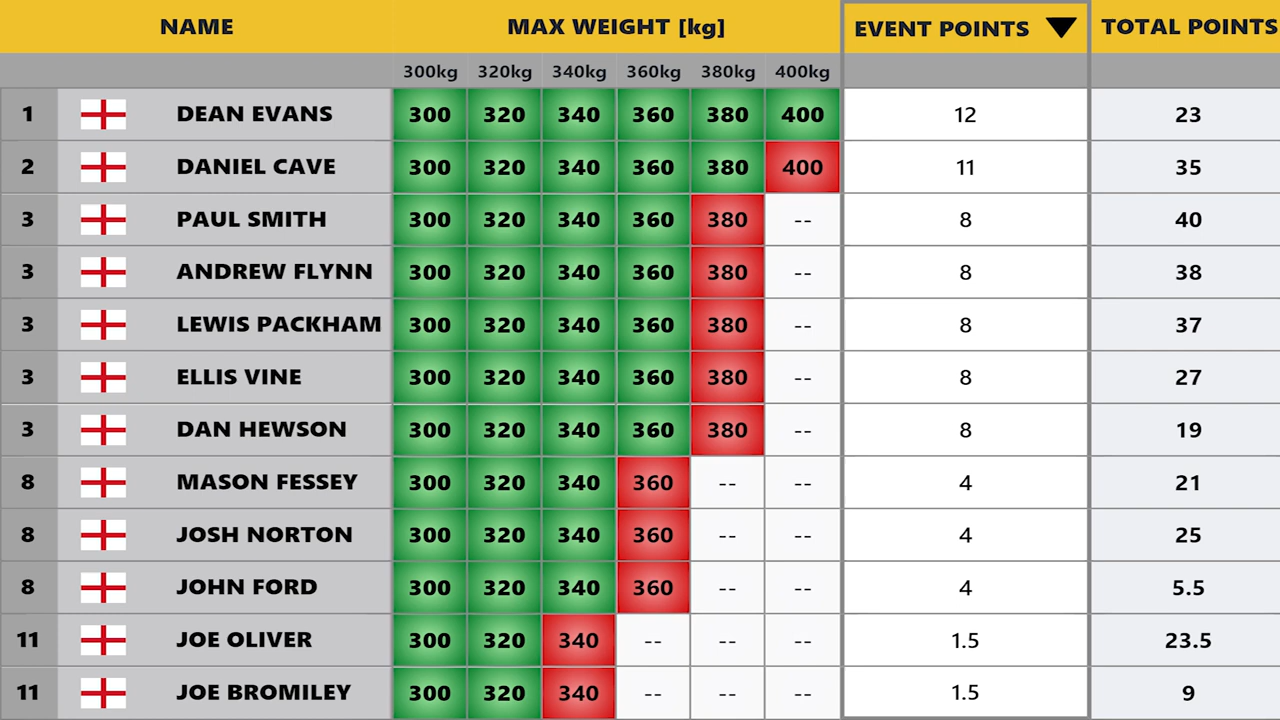 NAME MAX WEIGHT [kg] EVENT POINTS TOTAL POINTS
300kg 320kg 340kg 360kg 380kg 400kg
1 DEAN EVANS 300 320 340 360 380 400 12 23
2 DANIEL CAVE 300 320 340 360 380 400 11 35
3 PAUL SMITH 300 320 340 360 380 -- 8 40
3 ANDREW FLYNN 300 320 340 360 380 -- 8 38
3 LEWIS PACKHAM 300 320 340 360 380 -- 8 37
3 ELLIS VINE 300 320 340 360 380 -- 8 27
3 DAN HEWSON 300 320 340 360 380 -- 8 19
8 MASON FESSEY 300 320 340 360 -- -- 4 21
8 JOSH NORTON 300 320 340 360 -- -- 4 25
8 JOHN FORD 300 320 340 360 -- -- 4 5.5
11 JOE OLIVER 300 320 340 -- -- -- 1.5 23.5
11 JOE BROMILEY 300 320 340 -- -- -- 1.5 9